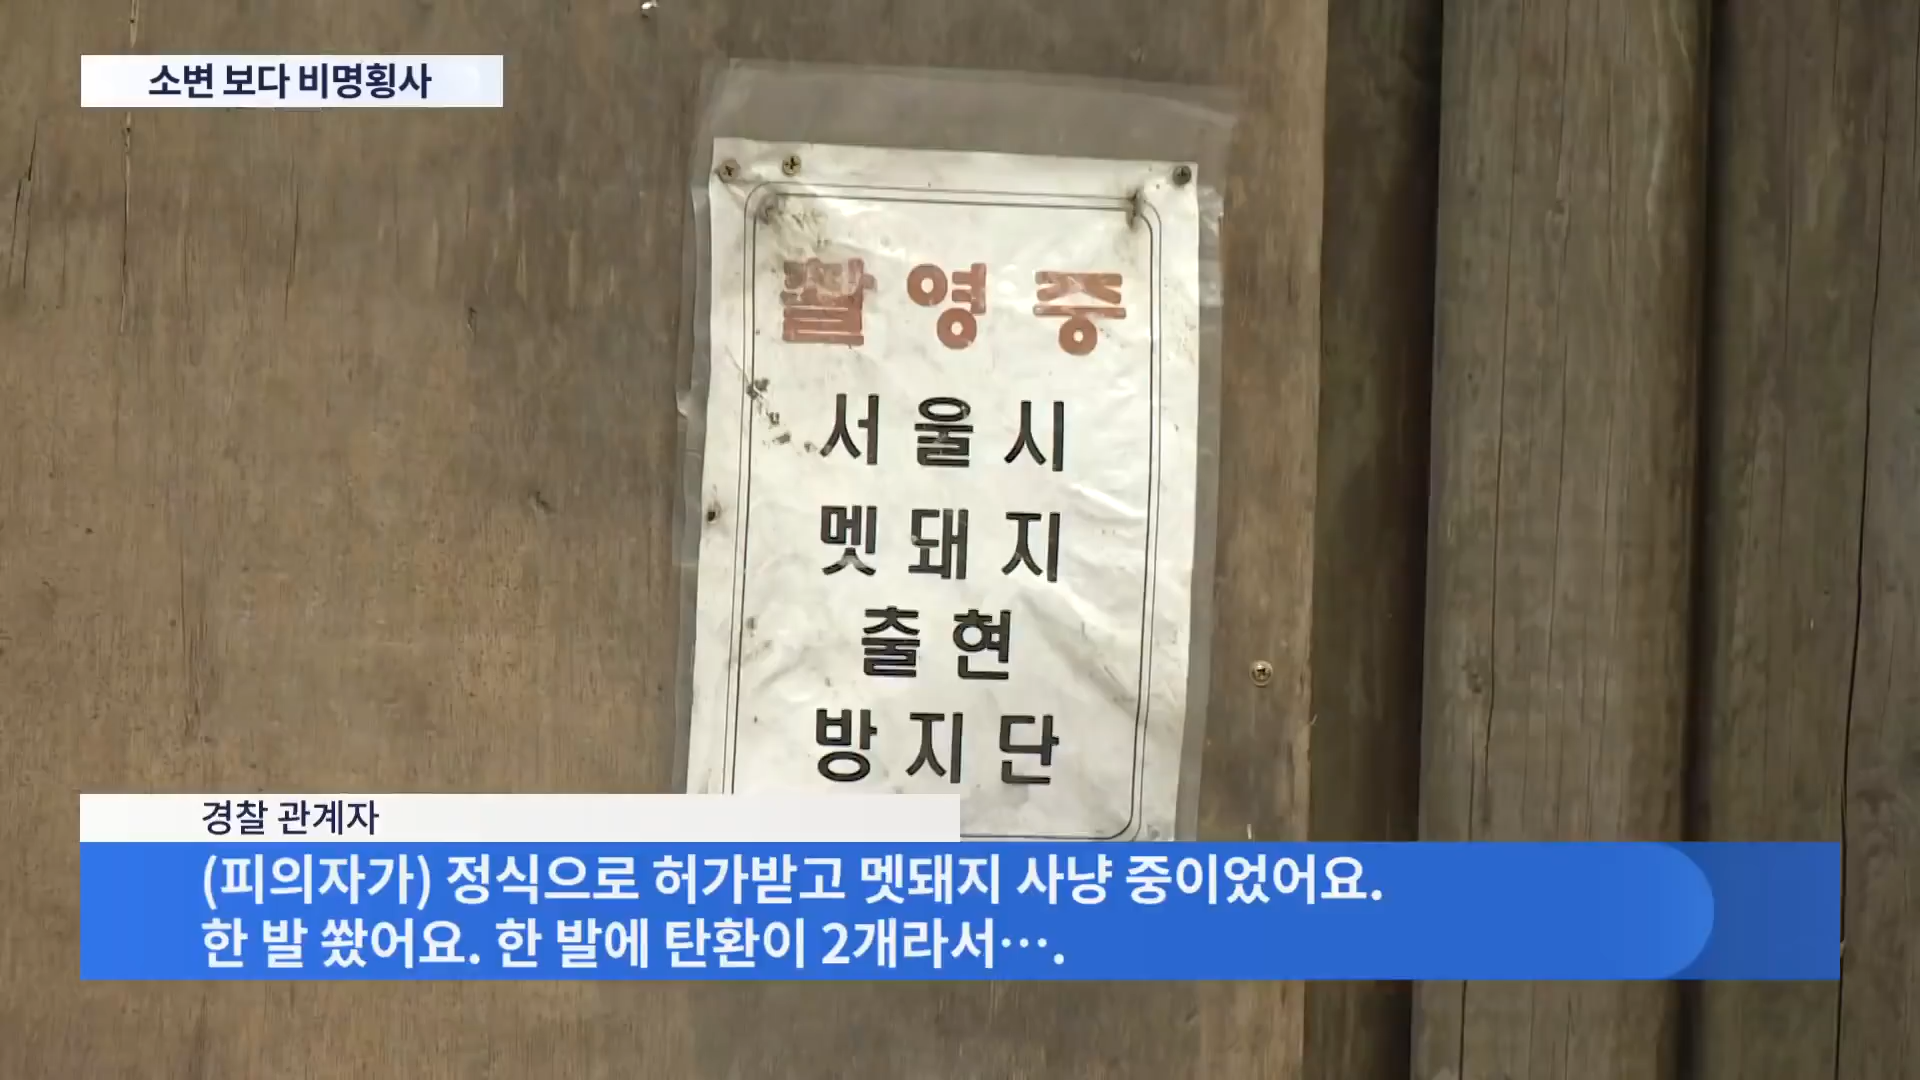 소변 보다 비명횡사
촬영중
서울시
멧돼지
출현
방지단
경찰 관계자
(피의자가) 정식으로 허가받고 멧돼지 사냥 중이었어요.
한 발 쐈어요. 한 발에 탄환이 2개라서….